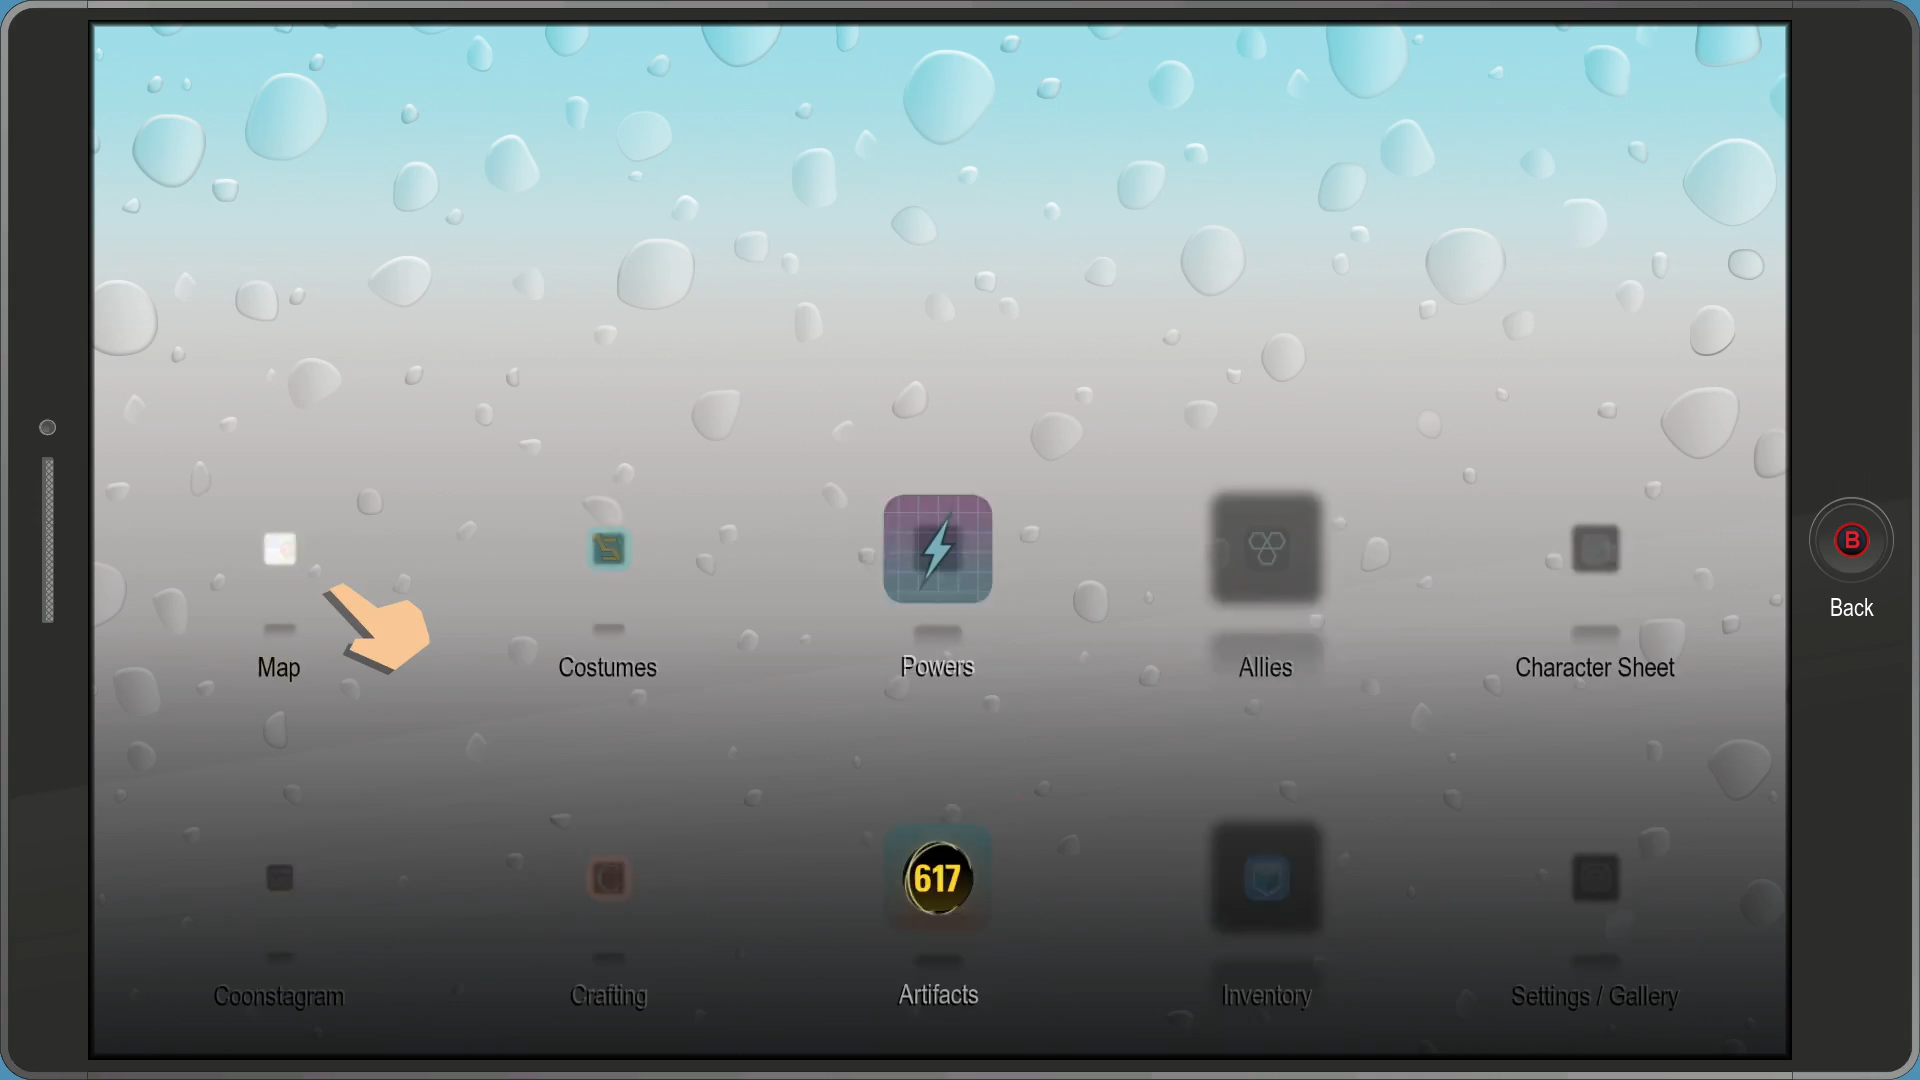 B
Back
Map
Costumes
Powers
Allies
Character Sheet
617
Coonstagram
Crafting
Artifacts
Inventory
Settings / Gallery